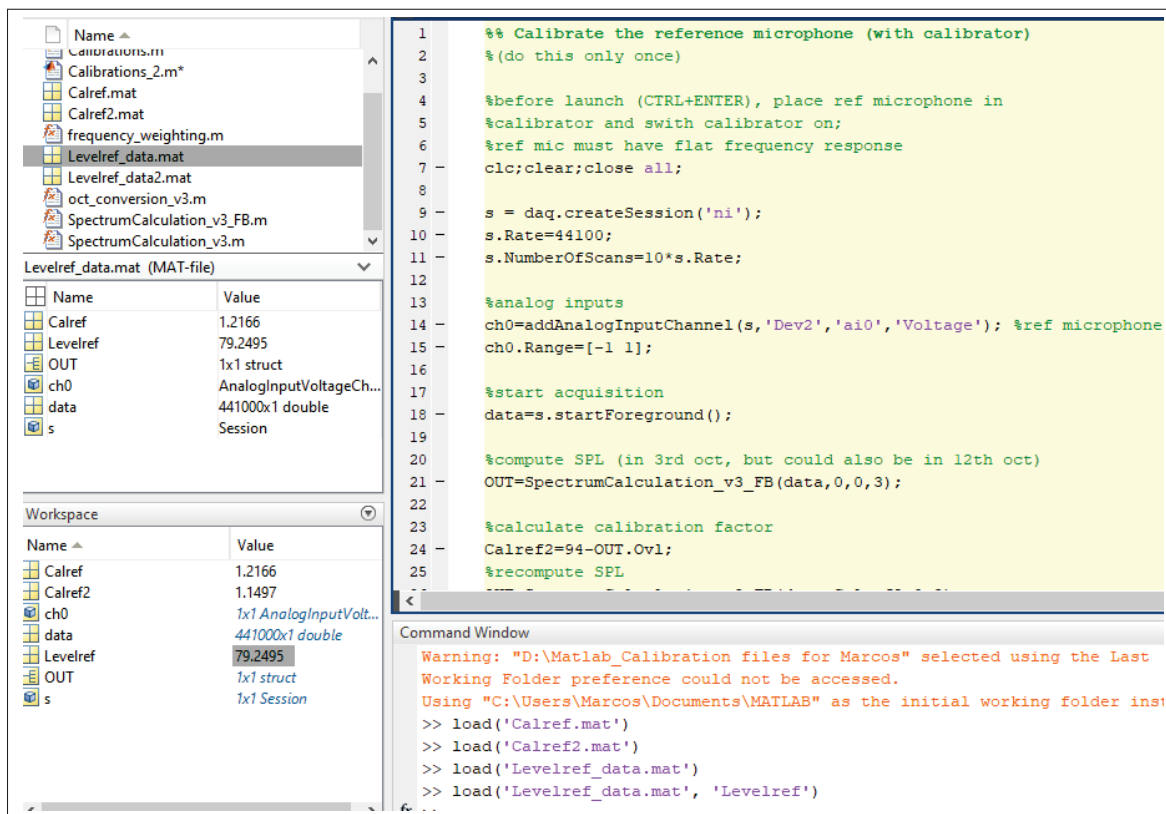 Name
Calibrations.m
Calibrations_2.m*
Calref.mat
Calref2.mat
frequency_weighting.m
Levelref_data.mat
Levelref_data2.mat
oct_conversion_v3.m
SpectrumCalculation_v3_FB.m
SpectrumCalculation_v3.m
Levelref_data.mat (MAT-file)
Name Value
Calref 1.2166
Levelref 79.2495
OUT 1x1 struct
ch0 AnalogInputVoltageCh...
data 441000x1 double
s Session
Workspace
Name Value
Calref 1.2166
Calref2 1.1497
ch0 1x1 AnalogInputVolt...
data 441000x1 double
Levelref 79.2495
OUT 1x1 struct
s 1x1 Session
1 %% Calibrate the reference microphone (with calibrator)
2 %(do this only once)
3
4 %before launch (CTRL+ENTER), place ref microphone in
5 %calibrator and swith calibrator on;
6 %ref mic must have flat frequency response
7 – clc;clear;close all;
8
9 – s = daq.createSession('ni');
10 – s.Rate=44100;
11 – s.NumberOfScans=10*s.Rate;
12
13 %analog inputs
14 – ch0=addAnalogInputChannel(s,'Dev2','ai0','Voltage'); %ref microphone
15 – ch0.Range=[-1 1];
16
17 %start acquisition
18 – data=s.startForeground();
19
20 %compute SPL (in 3rd oct, but could also be in 12th oct)
21 – OUT=SpectrumCalculation_v3_FB(data,0,0,3);
22
23 %calculate calibration factor
24 – Calref2=94-OUT.Ovl;
25 %recompute SPL
Command Window
Warning: "D:\Matlab_Calibration files for Marcos" selected using the Last
Working Folder preference could not be accessed.
Using "C:\Users\Marcos\Documents\MATLAB" as the initial working folder inst
>> load('Calref.mat')
>> load('Calref2.mat')
>> load('Levelref_data.mat')
>> load('Levelref_data.mat', 'Levelref')